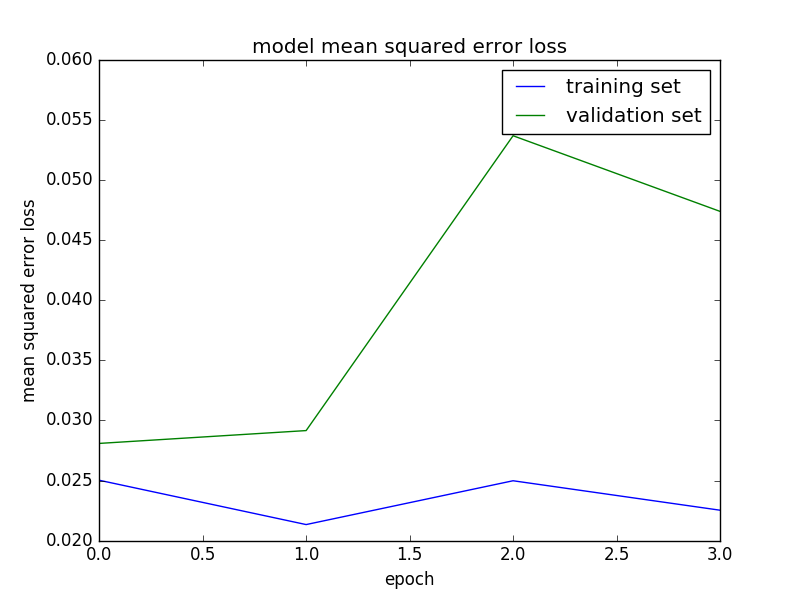 model mean squared error loss
training set
validation set
mean squared error loss
0.060
0.055
0.050
0.045
0.040
0.035
0.030
0.025
0.020
0.0 0.5 1.0 1.5 2.0 2.5 3.0
epoch